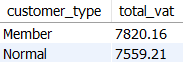 customer_type total_vat
Member 7820.16
Normal 7559.21